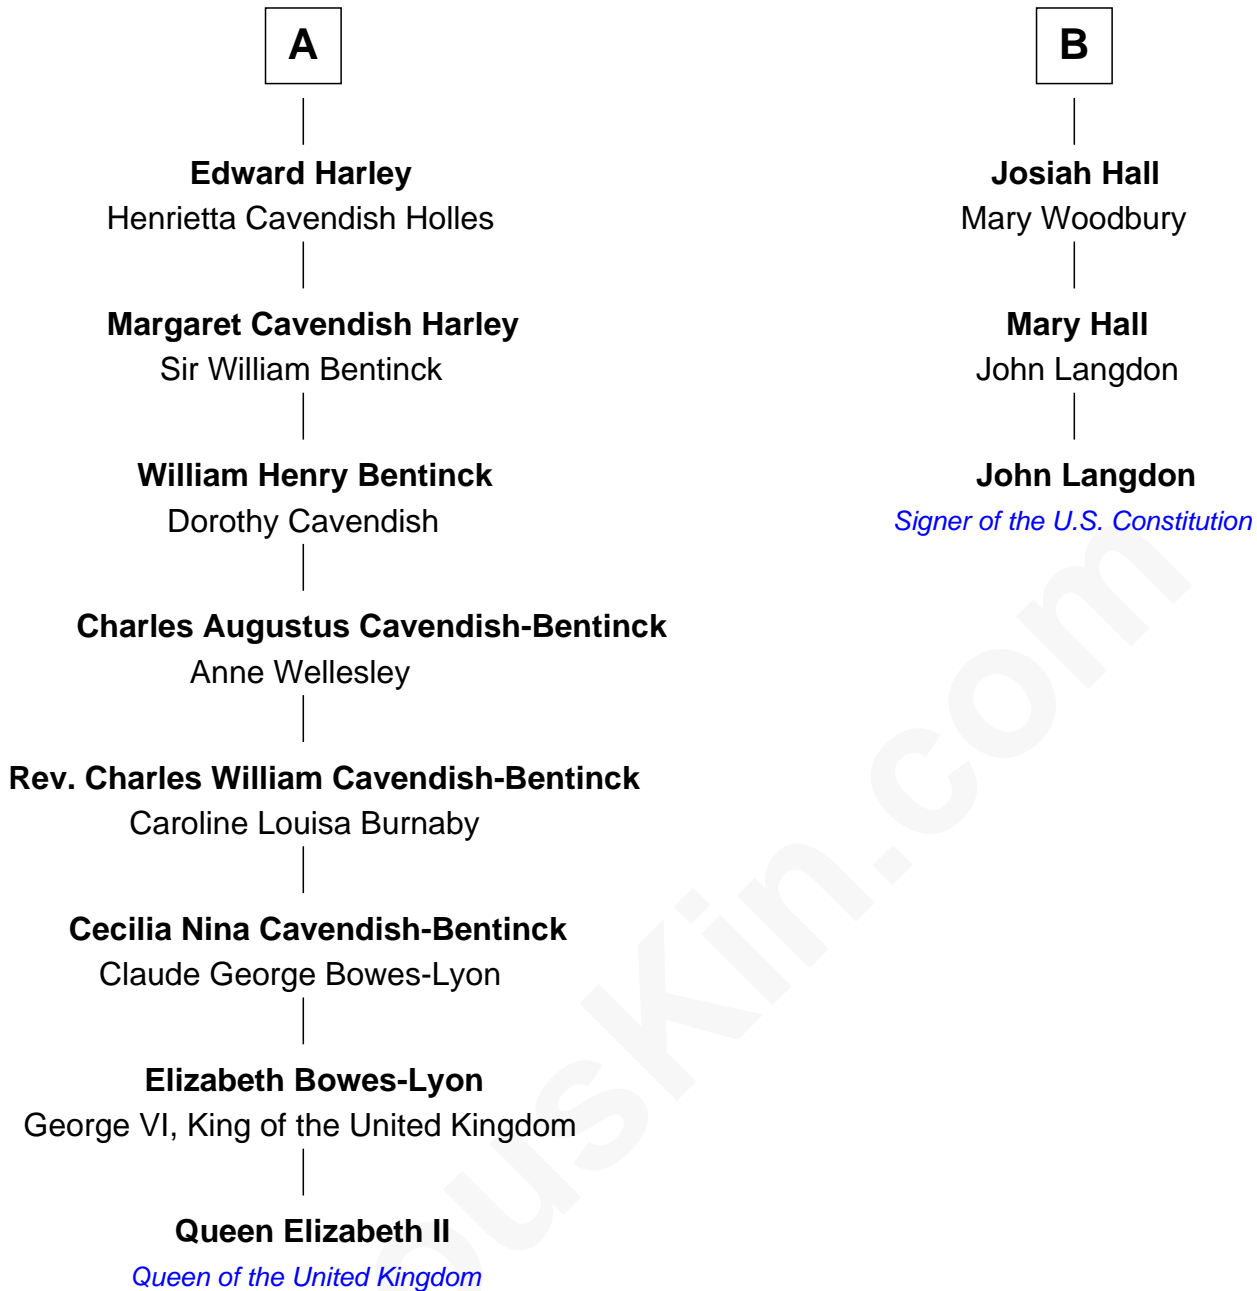 A
Edward Harley
Henrietta Cavendish Holles
Margaret Cavendish Harley
Sir William Bentinck
William Henry Bentinck
Dorothy Cavendish
Charles Augustus Cavendish-Bentinck
Anne Wellesley
Rev. Charles William Cavendish-Bentinck
Caroline Louisa Burnaby
Cecilia Nina Cavendish-Bentinck
Claude George Bowes-Lyon
Elizabeth Bowes-Lyon
George VI, King of the United Kingdom
Queen Elizabeth II
Queen of the United Kingdom
B
Josiah Hall
Mary Woodbury
Mary Hall
John Langdon
John Langdon
Signer of the U.S. Constitution
ousKin.com